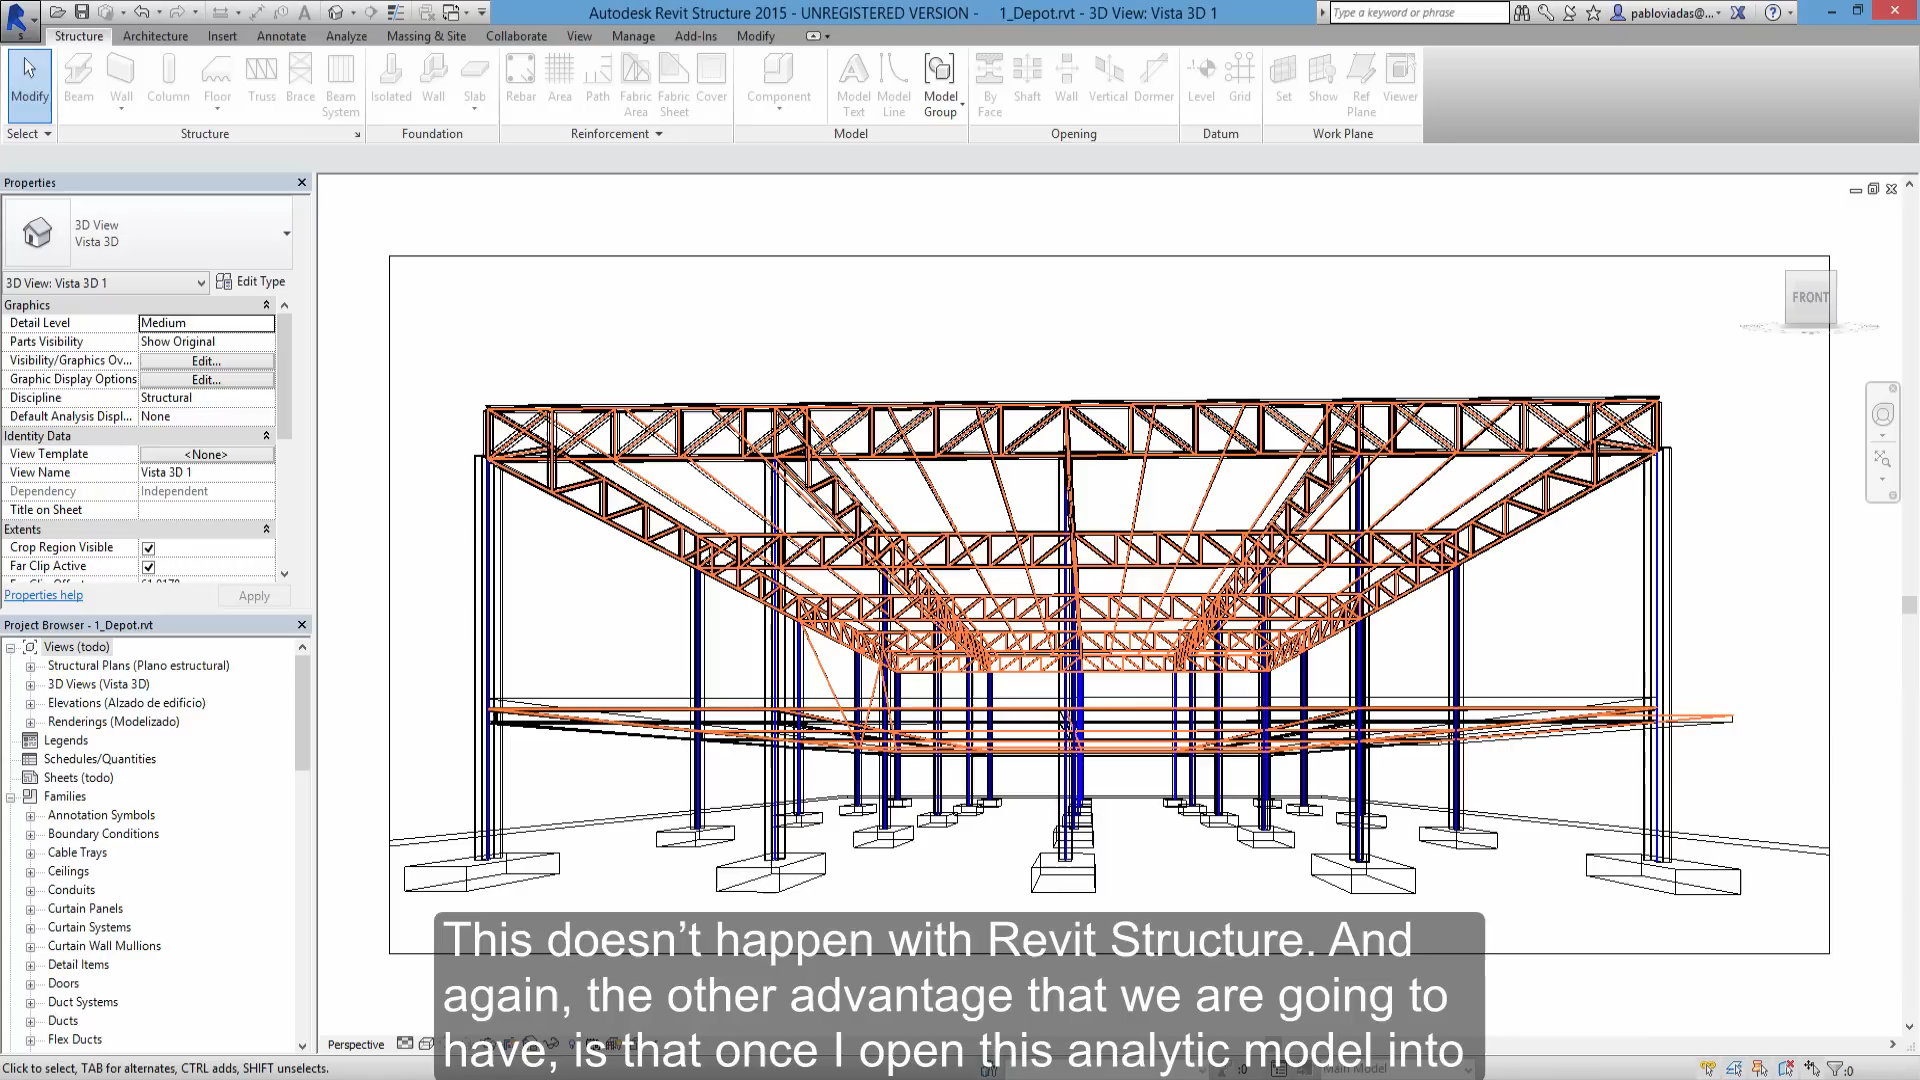 Autodesk Revit Structure 2015 - UNREGISTERED VERSION - 1_Depot.rvt - 3D View: Vista 3D 1
Type a keyword or phrase
pabloviadas@...
Structure Architecture Insert Annotate Analyze Massing & Site Collaborate View Manage Add-Ins Modify
Modify Beam Wall Column Floor Truss Brace Beam System Isolated Wall Slab Rebar Area Path Fabric Area Fabric Sheet Cover Component Model Text Model Line Model Group By Face Shaft Wall Vertical Dormer Level Grid Set Show Ref Plane Viewer
Select Structure Foundation Reinforcement Model Opening Datum Work Plane
Properties
3D View
Vista 3D
3D View: Vista 3D 1 Edit Type
Graphics
Detail Level Medium
Parts Visibility Show Original
Visibility/Graphics Ov... Edit...
Graphic Display Options Edit...
Discipline Structural
Default Analysis Displ... None
Identity Data
View Template <None>
View Name Vista 3D 1
Dependency Independent
Title on Sheet
Extents
Crop Region Visible
Far Clip Active
Properties help Apply
Project Browser - 1_Depot.rvt
Views (todo)
Structural Plans (Plano estructural)
3D Views (Vista 3D)
Elevations (Alzado de edificio)
Renderings (Modelizado)
Legends
Schedules/Quantities
Sheets (todo)
Families
Annotation Symbols
Boundary Conditions
Cable Trays
Ceilings
Conduits
Curtain Panels
Curtain Systems
Curtain Wall Mullions
Detail Items
Doors
Duct Systems
Ducts
Flex Ducts
FRONT
This doesn't happen with Revit Structure. And
again, the other advantage that we are going to
have, is that once I open this analytic model into
Perspective
Click to select, TAB for alternates, CTRL adds, SHIFT unselects.
:0 Main Model :0